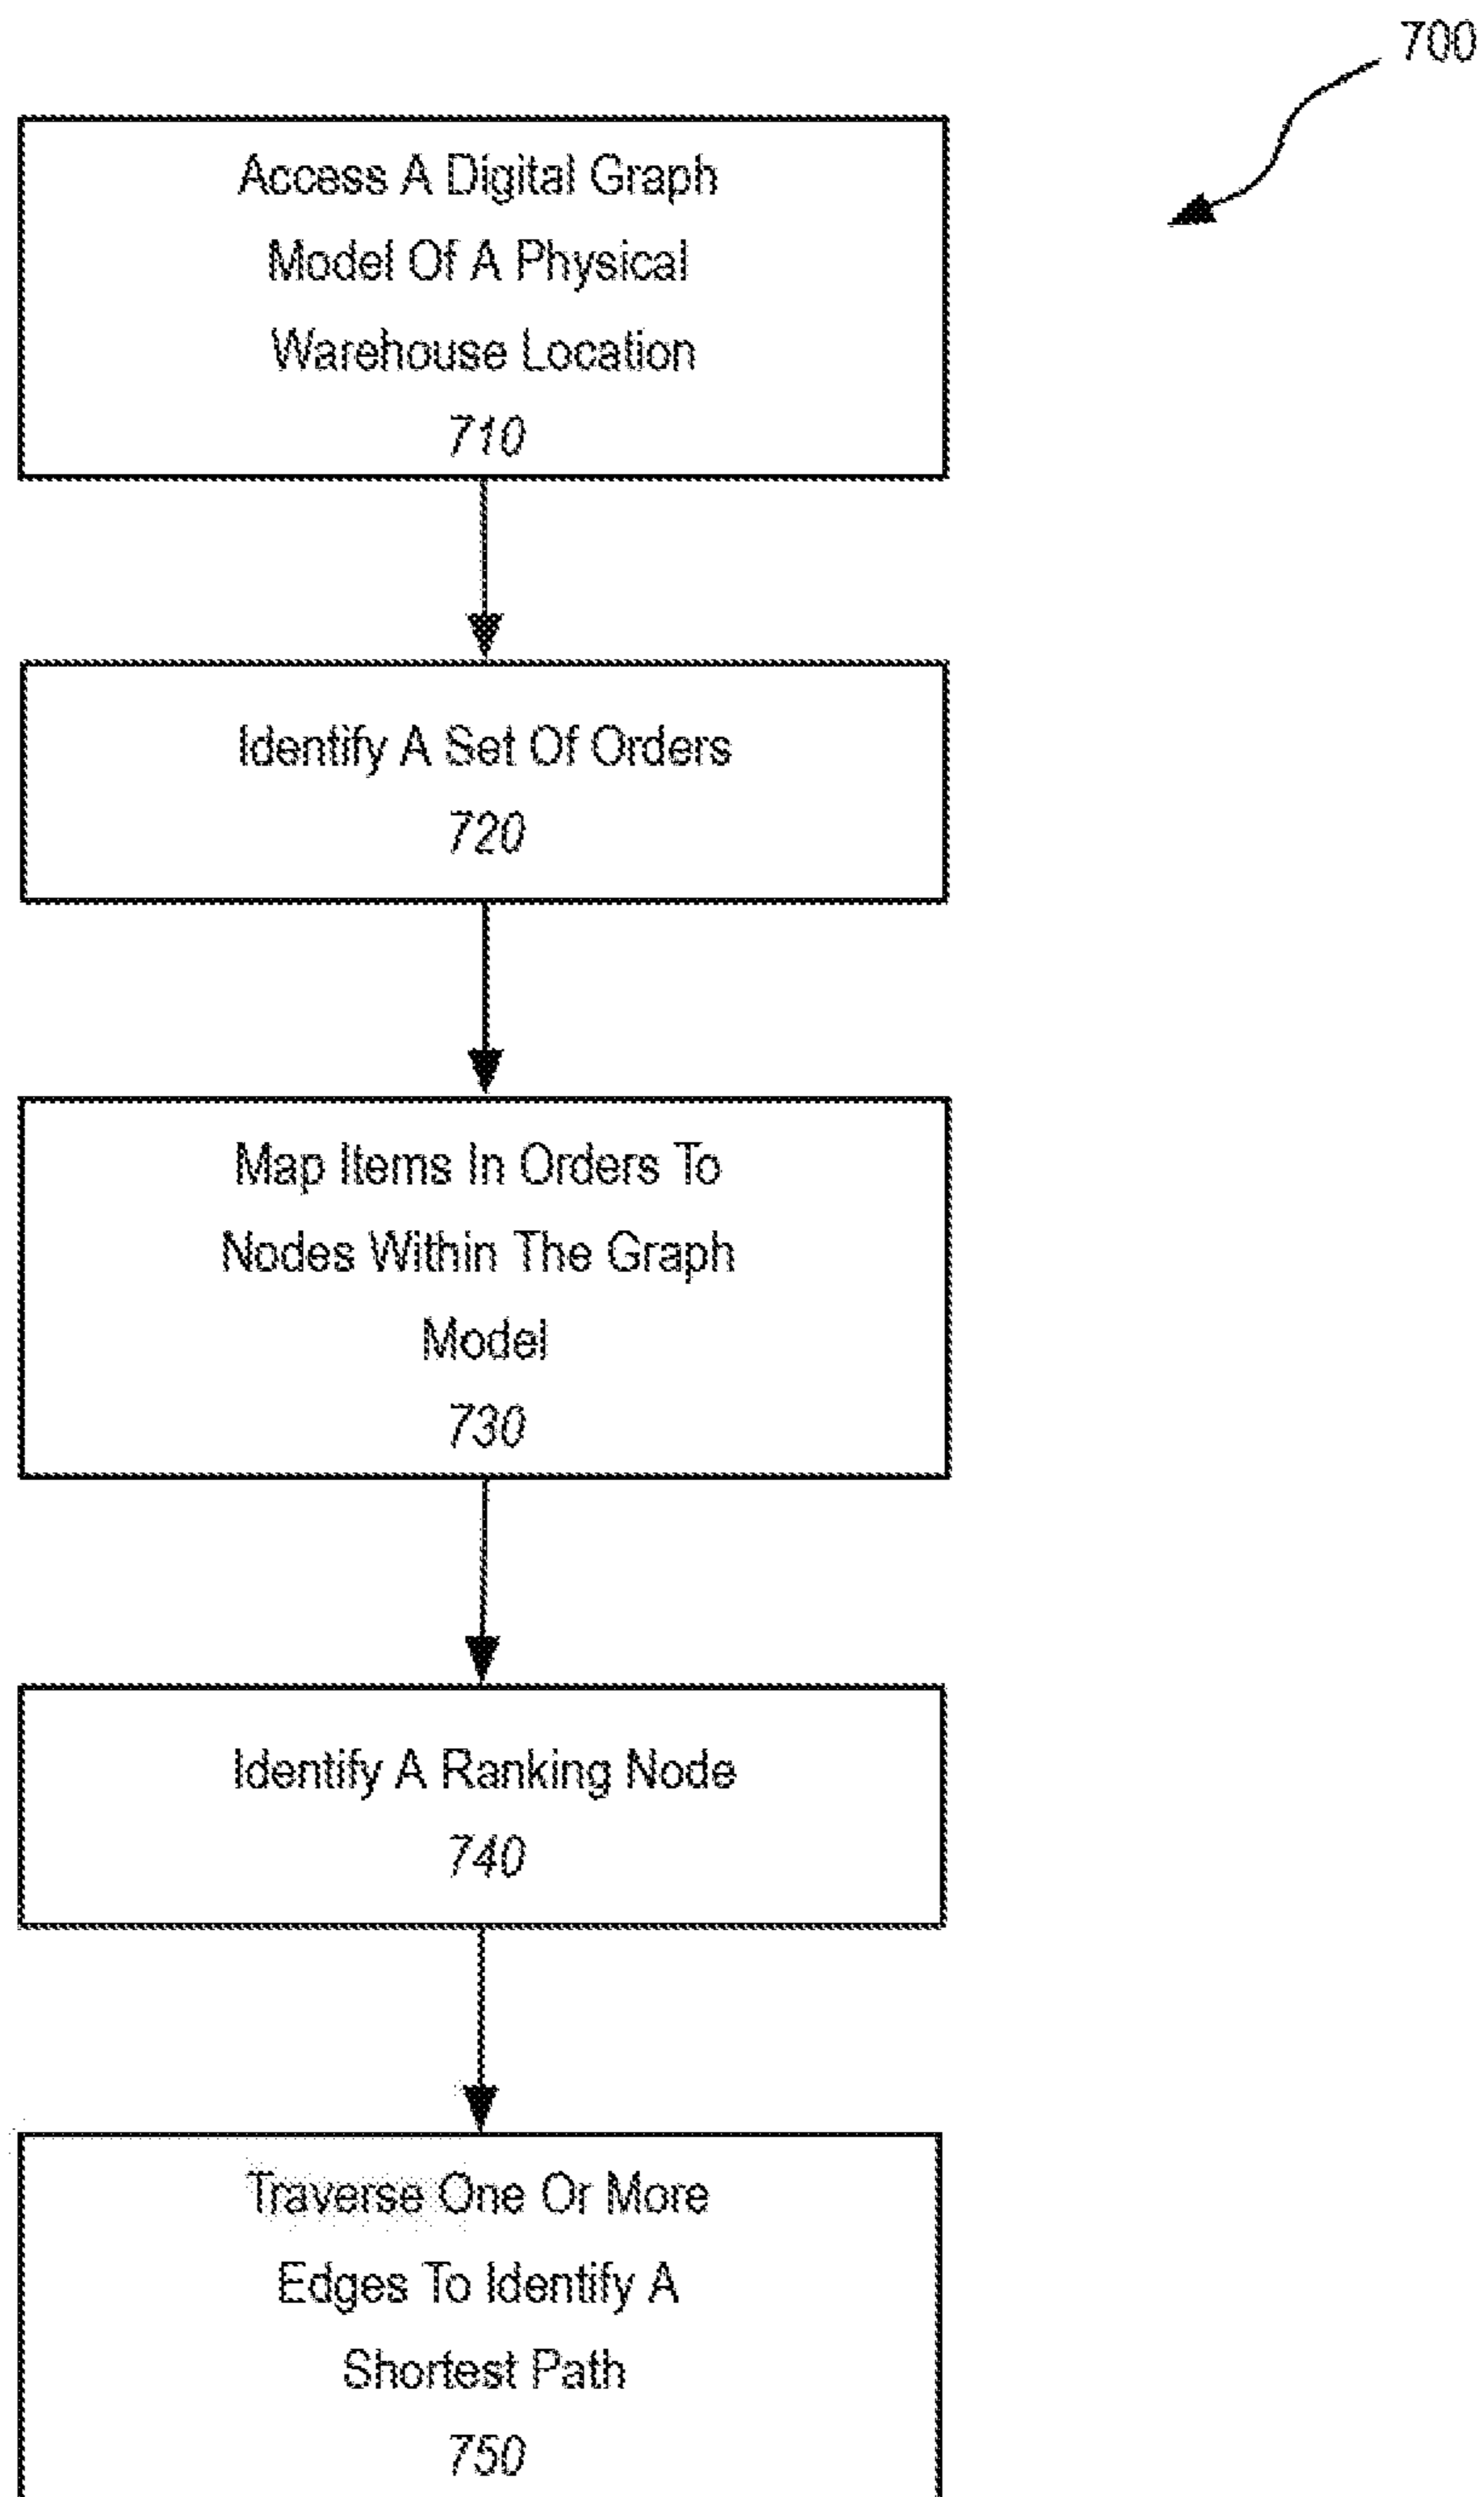 700
Access A Digital Graph
Model Of A Physical
Warehouse Location
710
Identify A Set Of Orders
720
Map Items In Orders To
Nodes Within The Graph
Model
730
Identify A Ranking Node
740
Traverse One Or More
Edges To Identify A
Shortest Path
750